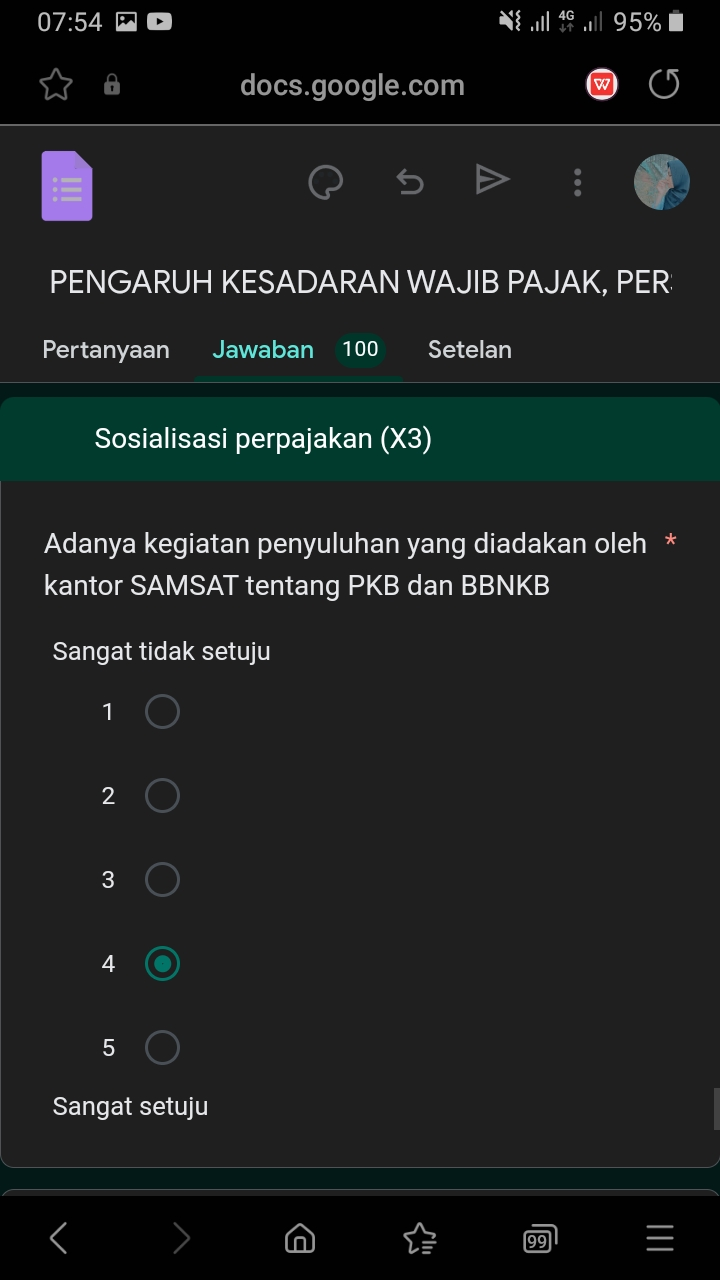 07:54 4G 95%
docs.google.com
PENGARUH KESADARAN WAJIB PAJAK, PER
Pertanyaan Jawaban 100 Setelan
Sosialisasi perpajakan (X3)
Adanya kegiatan penyuluhan yang diadakan oleh *
kantor SAMSAT tentang PKB dan BBNKB
Sangat tidak setuju
1
2
3
4
5
Sangat setuju
99